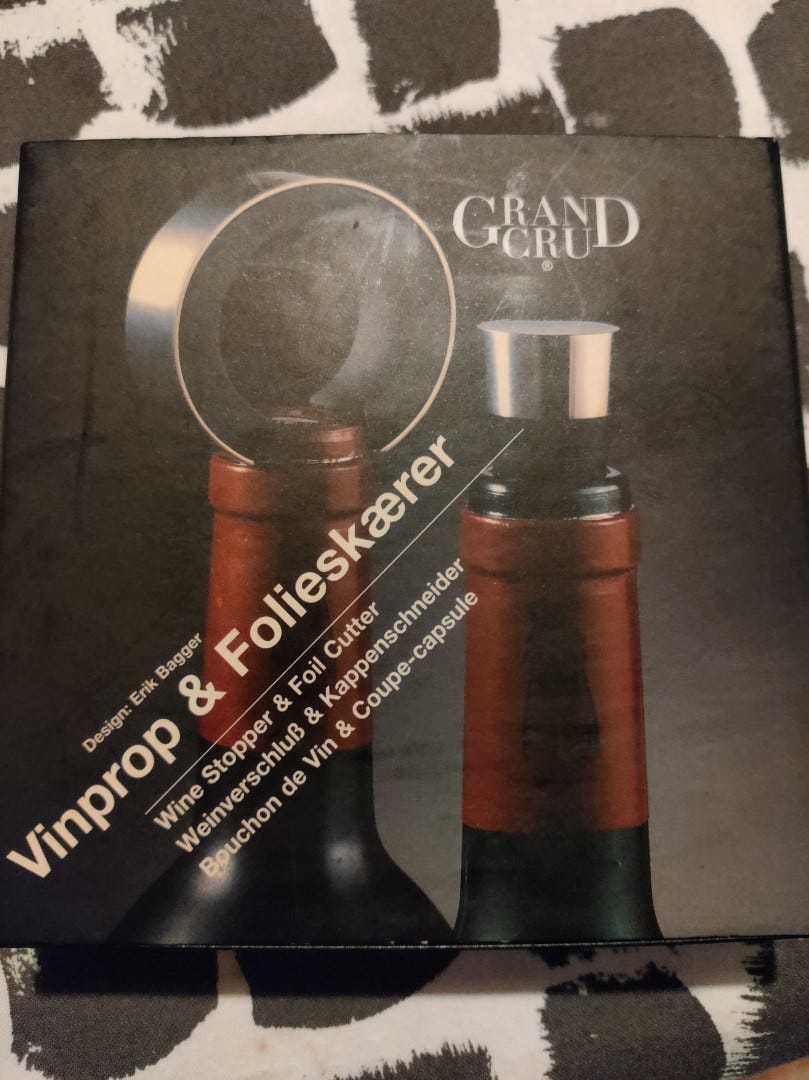 GRAND
CRU
®
Design: Erik Bagger
Vinprop & Folieskærer
Wine Stopper & Foil Cutter
Weinverschluß & Kappenschneider
Bouchon de Vin & Coupe-capsule